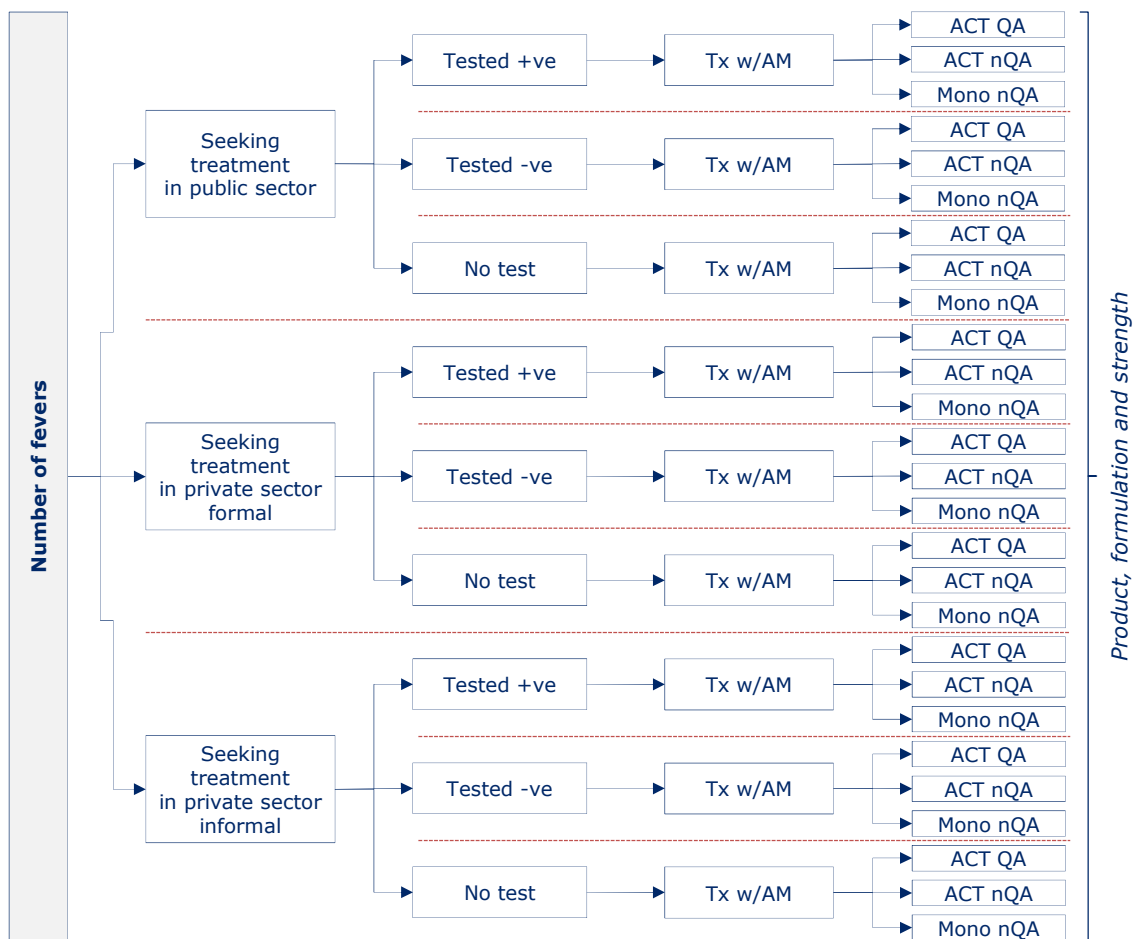 Number of fevers
Seeking
treatment
in public sector
Tested +ve
Tx w/AM
ACT QA
ACT nQA
Mono nQA
Tested -ve
Tx w/AM
ACT QA
ACT nQA
Mono nQA
No test
Tx w/AM
ACT QA
ACT nQA
Mono nQA
Seeking
treatment
in private sector
formal
Tested +ve
Tx w/AM
ACT QA
ACT nQA
Mono nQA
Tested -ve
Tx w/AM
ACT QA
ACT nQA
Mono nQA
No test
Tx w/AM
ACT QA
ACT nQA
Mono nQA
Seeking
treatment
in private sector
informal
Tested +ve
Tx w/AM
ACT QA
ACT nQA
Mono nQA
Tested -ve
Tx w/AM
ACT QA
ACT nQA
Mono nQA
No test
Tx w/AM
ACT QA
ACT nQA
Mono nQA
Product, formulation and strength